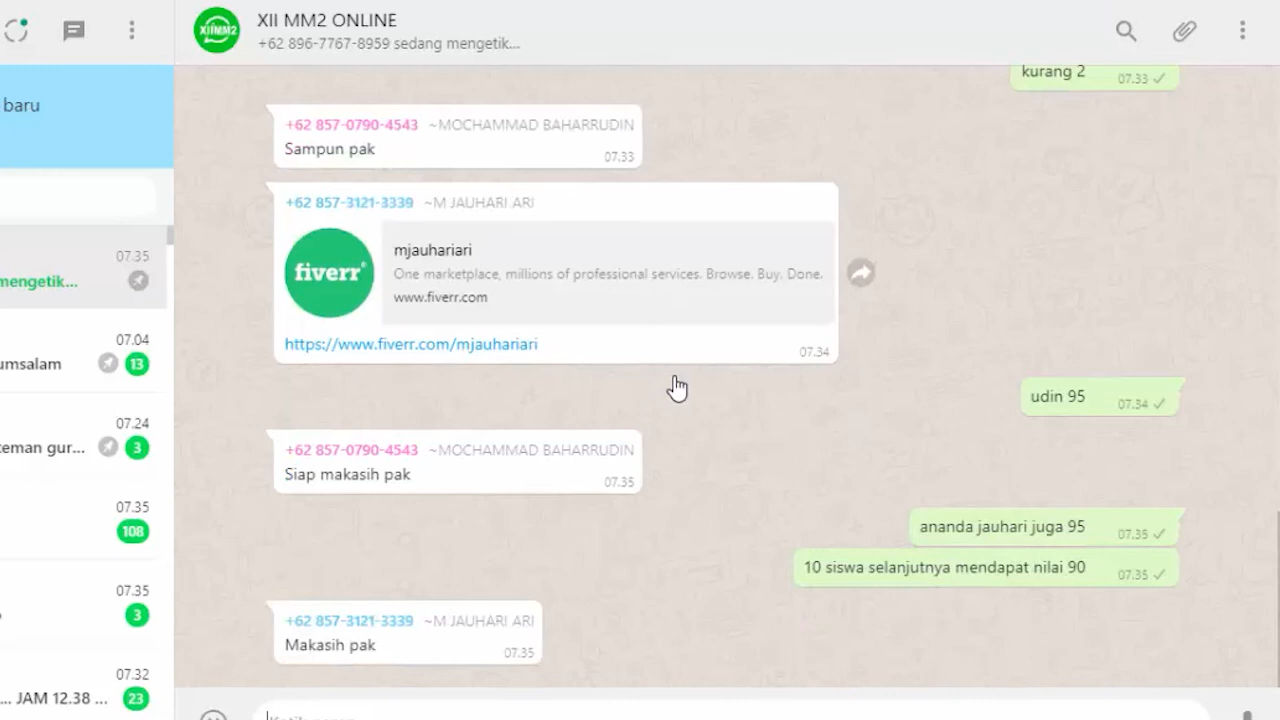 XIIMM2
XII MM2 ONLINE
+62 896-7767-8959 sedang mengetik...
baru
07.35
mengetik...
07.04
umsalam
13
07.24
teman gur...
3
07.35
108
07.35
3
07.32
... JAM 12.38 ...
23
kurang 2
07.33
+62 857-0790-4543 ~MOCHAMMAD BAHARRUDIN
Sampun pak
07.33
+62 857-3121-3339 ~M JAUHARI ARI
fiverr
mjauhariari
One marketplace, millions of professional services. Browse. Buy. Done.
www.fiverr.com
https://www.fiverr.com/mjauhariari
07.34
udin 95
07.34
+62 857-0790-4543 ~MOCHAMMAD BAHARRUDIN
Siap makasih pak
07.35
ananda jauhari juga 95
07.35
10 siswa selanjutnya mendapat nilai 90
07.35
+62 857-3121-3339 ~M JAUHARI ARI
Makasih pak
07.35